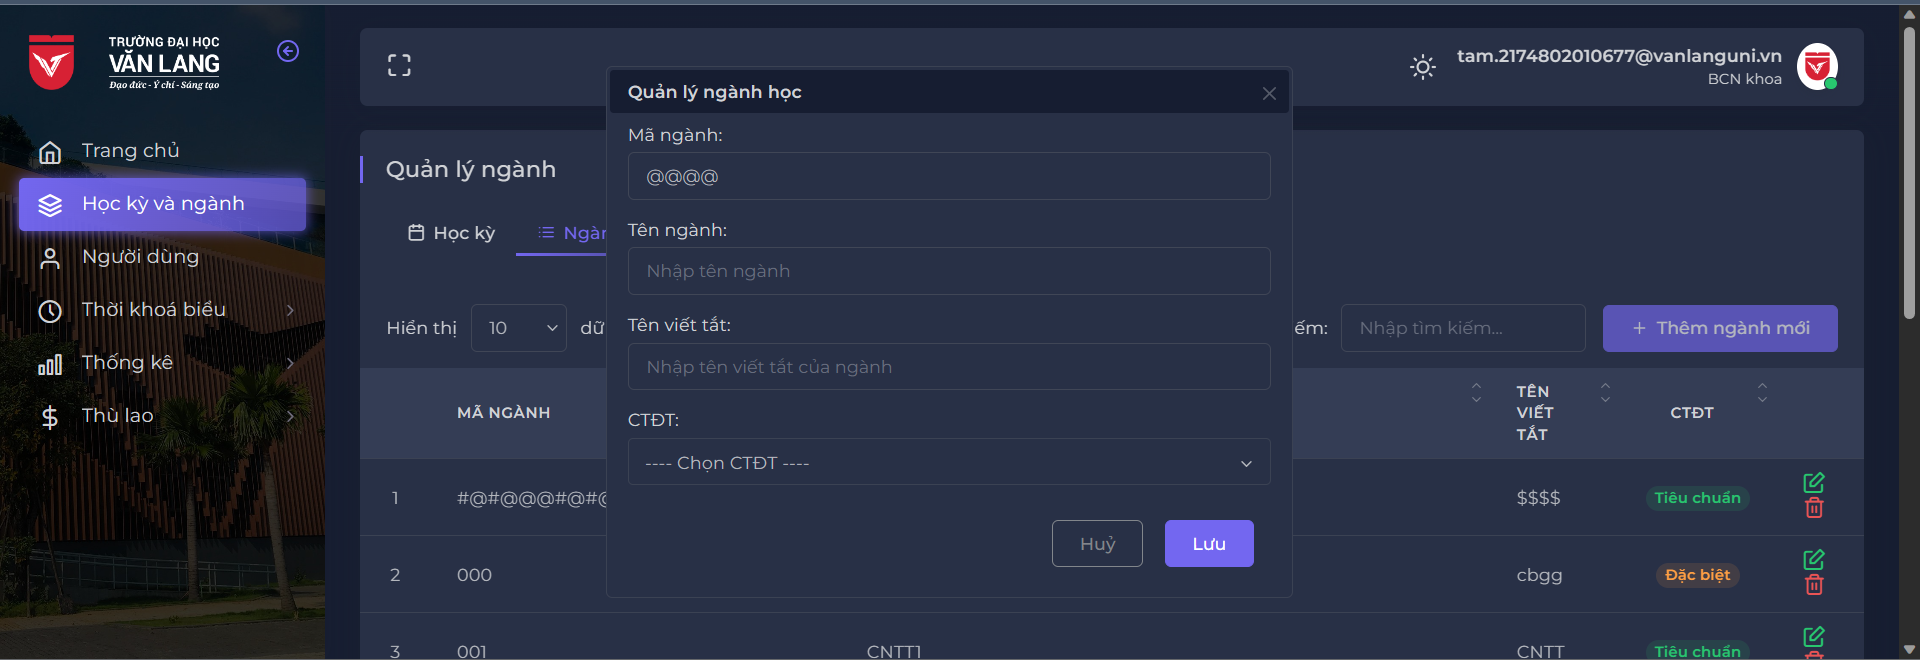 TRƯỜNG ĐẠI HỌC
VĂN LANG
Đạo đức - Ý chí - Sáng tạo
Trang chủ
Học kỳ và ngành
Người dùng
Thời khoá biểu
Thống kê
Thù lao
tam.2174802010677@vanlanguni.vn
BCN khoa
Quản lý ngành
Học kỳ
Ngàn
Hiển thị 10 dữ
ếm: Nhập tìm kiếm...
+ Thêm ngành mới
Quản lý ngành học
Mã ngành:
@@@@
Tên ngành:
Nhập tên ngành
Tên viết tắt:
Nhập tên viết tắt của ngành
CTĐT:
---- Chọn CTĐT ----
Huỷ
Lưu
MÃ NGÀNH
TÊN
VIẾT
TẮT
CTĐT
1 #@#@@@#@#@ $$$$ Tiêu chuẩn
2 000 cbgg Đặc biệt
3 001 CNTT1 CNTT Tiêu chuẩn